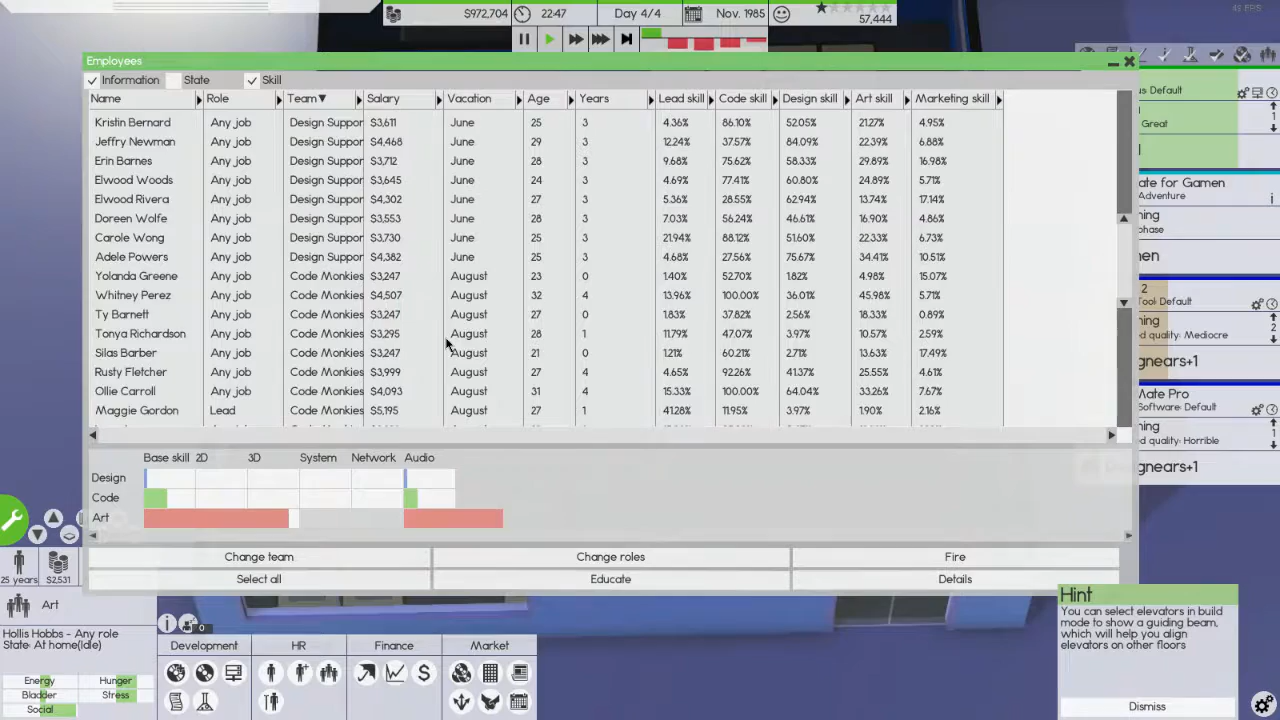 $972,704 22:47 Day 4/4 Nov. 1985 57,444
Employees
Information State Skill
Name Role Team▼ Salary Vacation Age Years Lead skill Code skill Design skill Art skill Marketing skill
Kristin Bernard Any job Design Suppor $3,611 June 25 3 4.36% 86.10% 52.05% 21.27% 4.95%
Jeffry Newman Any job Design Suppor $4,468 June 29 3 12.24% 37.57% 84.09% 22.39% 6.88%
Erin Barnes Any job Design Suppor $3,712 June 28 3 9.68% 75.62% 58.33% 29.89% 16.98%
Elwood Woods Any job Design Suppor $3,645 June 24 3 4.69% 77.41% 60.80% 24.89% 5.71%
Elwood Rivera Any job Design Suppor $4,302 June 27 3 5.36% 28.55% 62.94% 13.74% 17.14%
Doreen Wolfe Any job Design Suppor $3,553 June 28 3 7.03% 56.24% 46.61% 16.90% 4.86%
Carole Wong Any job Design Suppor $3,730 June 25 3 21.94% 88.12% 51.60% 22.33% 6.73%
Adele Powers Any job Design Suppor $4,382 June 25 3 4.68% 27.56% 75.67% 34.41% 10.51%
Yolanda Greene Any job Code Monkies $3,247 August 23 0 1.40% 52.70% 1.82% 4.98% 15.07%
Whitney Perez Any job Code Monkies $4,507 August 32 4 13.96% 100.00% 36.01% 45.98% 5.71%
Ty Barnett Any job Code Monkies $3,247 August 27 0 1.83% 37.82% 2.56% 18.33% 0.89%
Tonya Richardson Any job Code Monkies $3,295 August 28 1 11.79% 47.07% 3.97% 10.57% 2.59%
Silas Barber Any job Code Monkies $3,247 August 21 0 1.21% 60.21% 2.71% 13.63% 17.49%
Rusty Fletcher Any job Code Monkies $3,999 August 27 4 4.65% 92.26% 41.37% 25.55% 4.61%
Ollie Carroll Any job Code Monkies $4,093 August 31 4 15.33% 100.00% 64.04% 33.26% 7.67%
Maggie Gordon Lead Code Monkies $5,195 August 27 1 41.28% 11.95% 3.97% 1.90% 2.16%
Base skill 2D 3D System Network Audio
Design
Code
Art
Change team Change roles Fire
Select all Educate Details
us Default
Great
ate for Gamen
Adventure
ning
phase
en
2
Tool: Default
ning
ed quality: Mediocre
gnears+1
Mate Pro
Software: Default
ning
ed quality: Horrible
gnears+1
25 years $2,531
Art
Hollis Hobbs - Any role
State: At home(Idle)
Energy Hunger
Bladder Stress
Social
0
Development HR Finance Market
Hint
You can select elevators in build
mode to show a guiding beam,
which will help you align
elevators on other floors
Dismiss